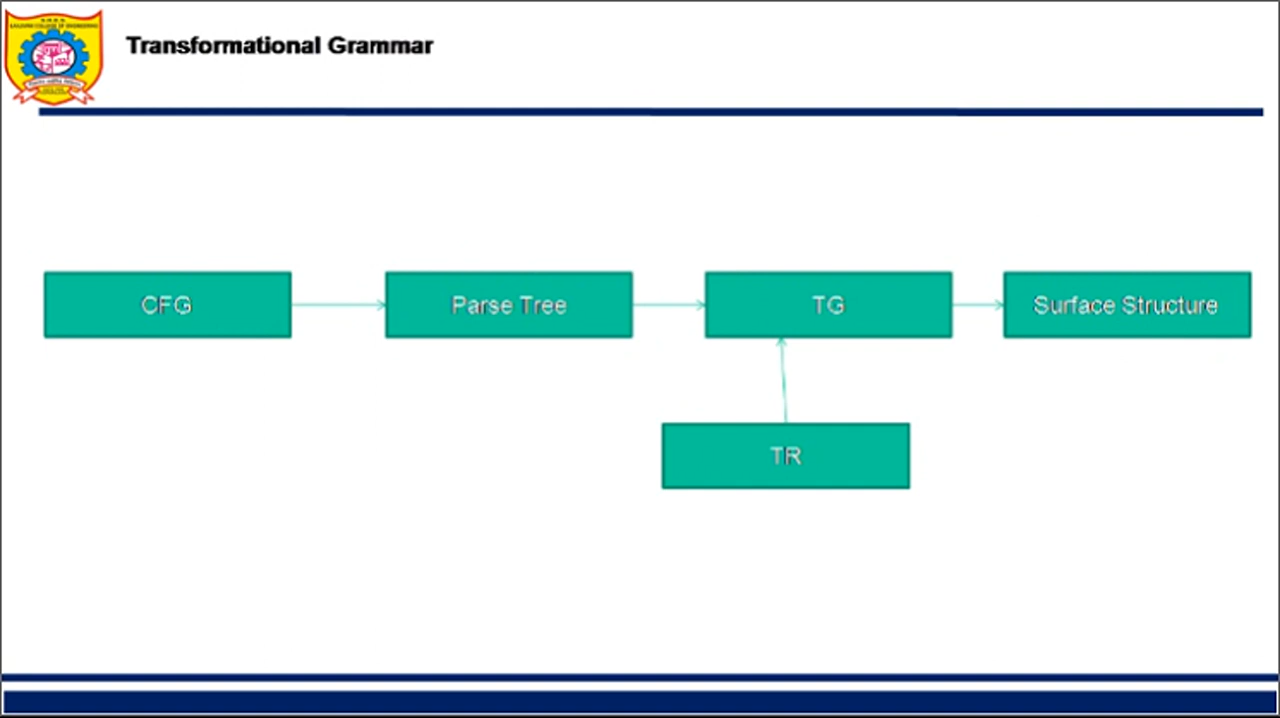 Transformational Grammar
CFG
Parse Tree
TG
Surface Structure
TR